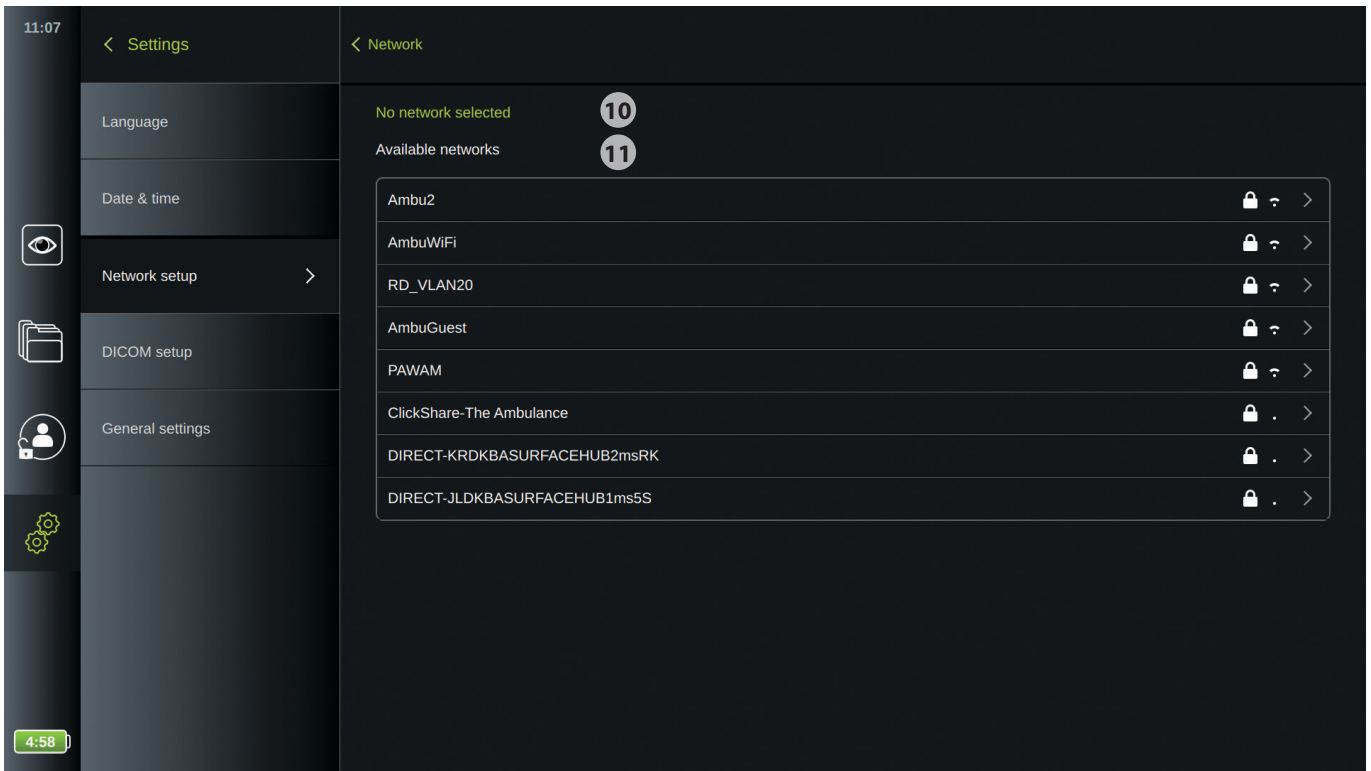 11:07
Settings
Network
Language
Date & time
Network setup
DICOM setup
General settings
No network selected
10
Available networks
11
Ambu2
AmbuWiFi
RD_VLAN20
AmbuGuest
PAWAM
ClickShare-The Ambulance
DIRECT-KRDKBASURFACEHUB2msRK
DIRECT-JLDKBASURFACEHUB1ms5S
4:58